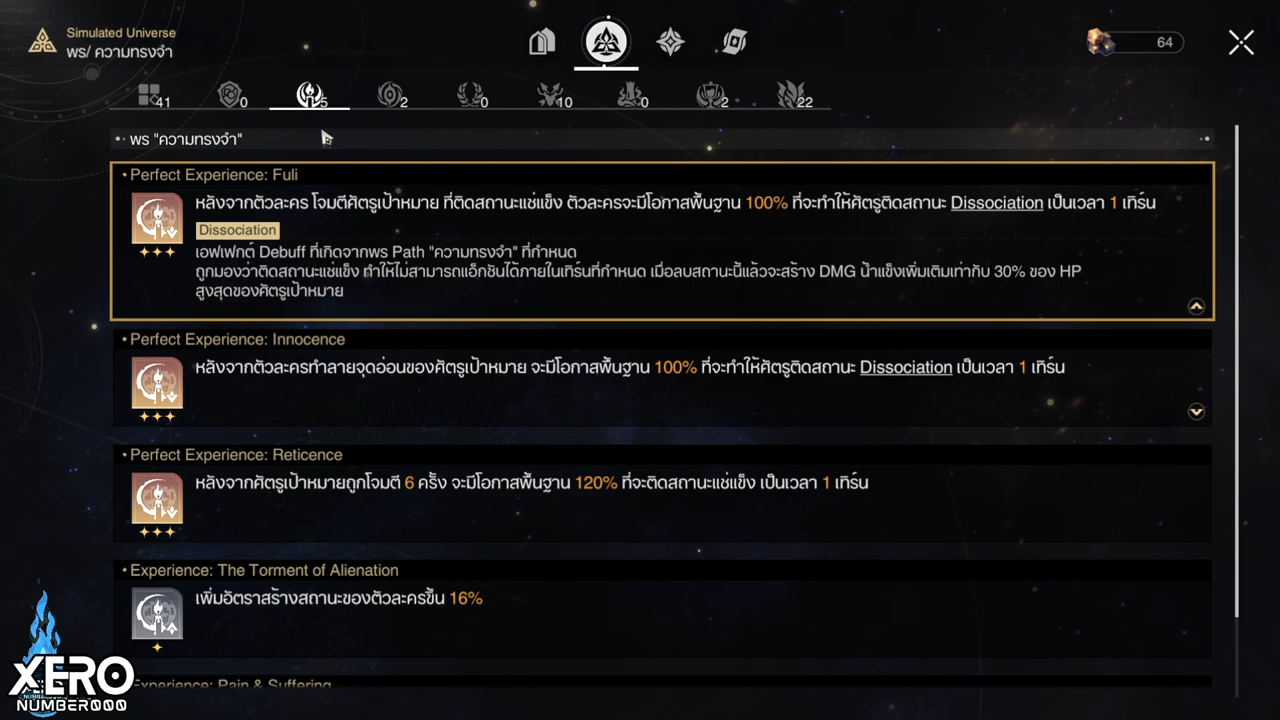 Simulated Universe
พร/ ความทรงจำ
64
41
0
5
2
0
10
0
2
22
พร "ความทรงจำ"
Perfect Experience: Fuli
หลังจากตัวละคร โจมตีศัตรูเป้าหมาย ที่ติดสถานะแช่แข็ง ตัวละครจะมีโอกาสพื้นฐาน 100% ที่จะทำให้ศัตรูติดสถานะ Dissociation เป็นเวลา 1 เทิร์น
Dissociation
เอฟเฟกต์ Debuff ที่เกิดจากพร Path "ความทรงจำ" ที่กำหนด
ถูกมองว่าติดสถานะแช่แข็ง ทำให้ไม่สามารถแอ็กชันได้ภายในเทิร์นที่กำหนด เมื่อลบสถานะนี้แล้วจะสร้าง DMG น้ำแข็งเพิ่มเติมเท่ากับ 30% ของ HP
สูงสุดของศัตรูเป้าหมาย
Perfect Experience: Innocence
หลังจากตัวละครทำลายจุดอ่อนของศัตรูเป้าหมาย จะมีโอกาสพื้นฐาน 100% ที่จะทำให้ศัตรูติดสถานะ Dissociation เป็นเวลา 1 เทิร์น
Perfect Experience: Reticence
หลังจากศัตรูเป้าหมายถูกโจมตี 6 ครั้ง จะมีโอกาสพื้นฐาน 120% ที่จะติดสถานะแช่แข็ง เป็นเวลา 1 เทิร์น
Experience: The Torment of Alienation
เพิ่มอัตราสร้างสถานะของตัวละครขึ้น 16%
Experience: Pain & Suffering
XERO
NUMBER000